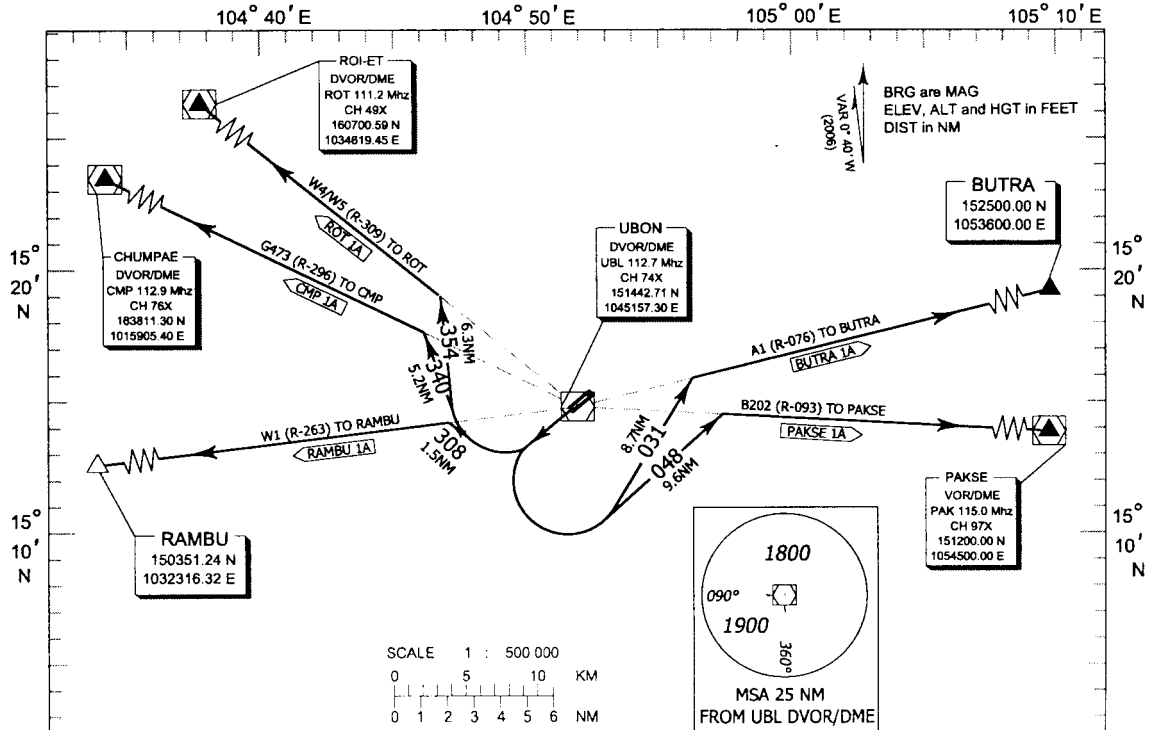 104° 40' E
104° 50' E
105° 00' E
105° 10' E
ROI-ET
DVOR/DME
ROT 111.2 Mhz
CH 49X
160700.59 N
1034619.45 E
VAR 0° 40' W
(2006)
BRG are MAG
ELEV, ALT and HGT in FEET
DIST in NM
BUTRA
152500.00 N
1053600.00 E
W4/W5 (R-309) TO ROT
ROT 1A
UBON
DVOR/DME
UBL 112.7 Mhz
CH 74X
151442.71 N
1045157.30 E
15°
20'
N
CHUMPAE
DVOR/DME
CMP 112.9 Mhz
CH 76X
163811.30 N
1015905.40 E
G473 (R-296) TO CMP
CMP 1A
15°
20'
N
354
6.3NM
340
5.2NM
A1 (R-076) TO BUTRA
BUTRA 1A
B202 (R-093) TO PAKSE
PAKSE 1A
W1 (R-263) TO RAMBU
RAMBU 1A
308
1.5NM
8.7NM
031
048
9.6NM
15°
10'
N
RAMBU
150351.24 N
1032316.32 E
PAKSE
VOR/DME
PAK 115.0 Mhz
CH 97X
151200.00 N
1054500.00 E
15°
10'
N
1800
090°
1900
360°
MSA 25 NM
FROM UBL DVOR/DME
SCALE 1 : 500 000
0 5 10 KM
0 1 2 3 4 5 6 NM